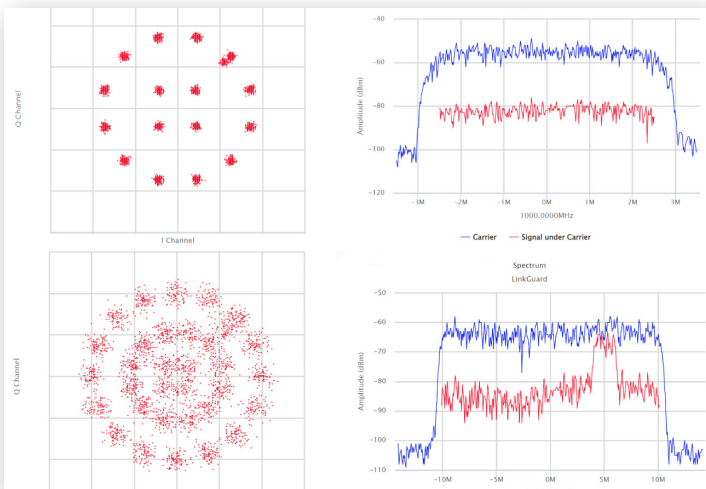 Q Channel
I Channel
-40
-60
-80
-100
-120
Amplitude (dBm)
-3M -2M -1M 0M 1M 2M 3M
1000.0000MHz
Carrier Signal under Carrier
Q Channel
Spectrum
LinkGuard
-50
-60
-70
-80
-90
-100
-110
Amplitude (dBm)
-10M -5M 0M 5M 10M